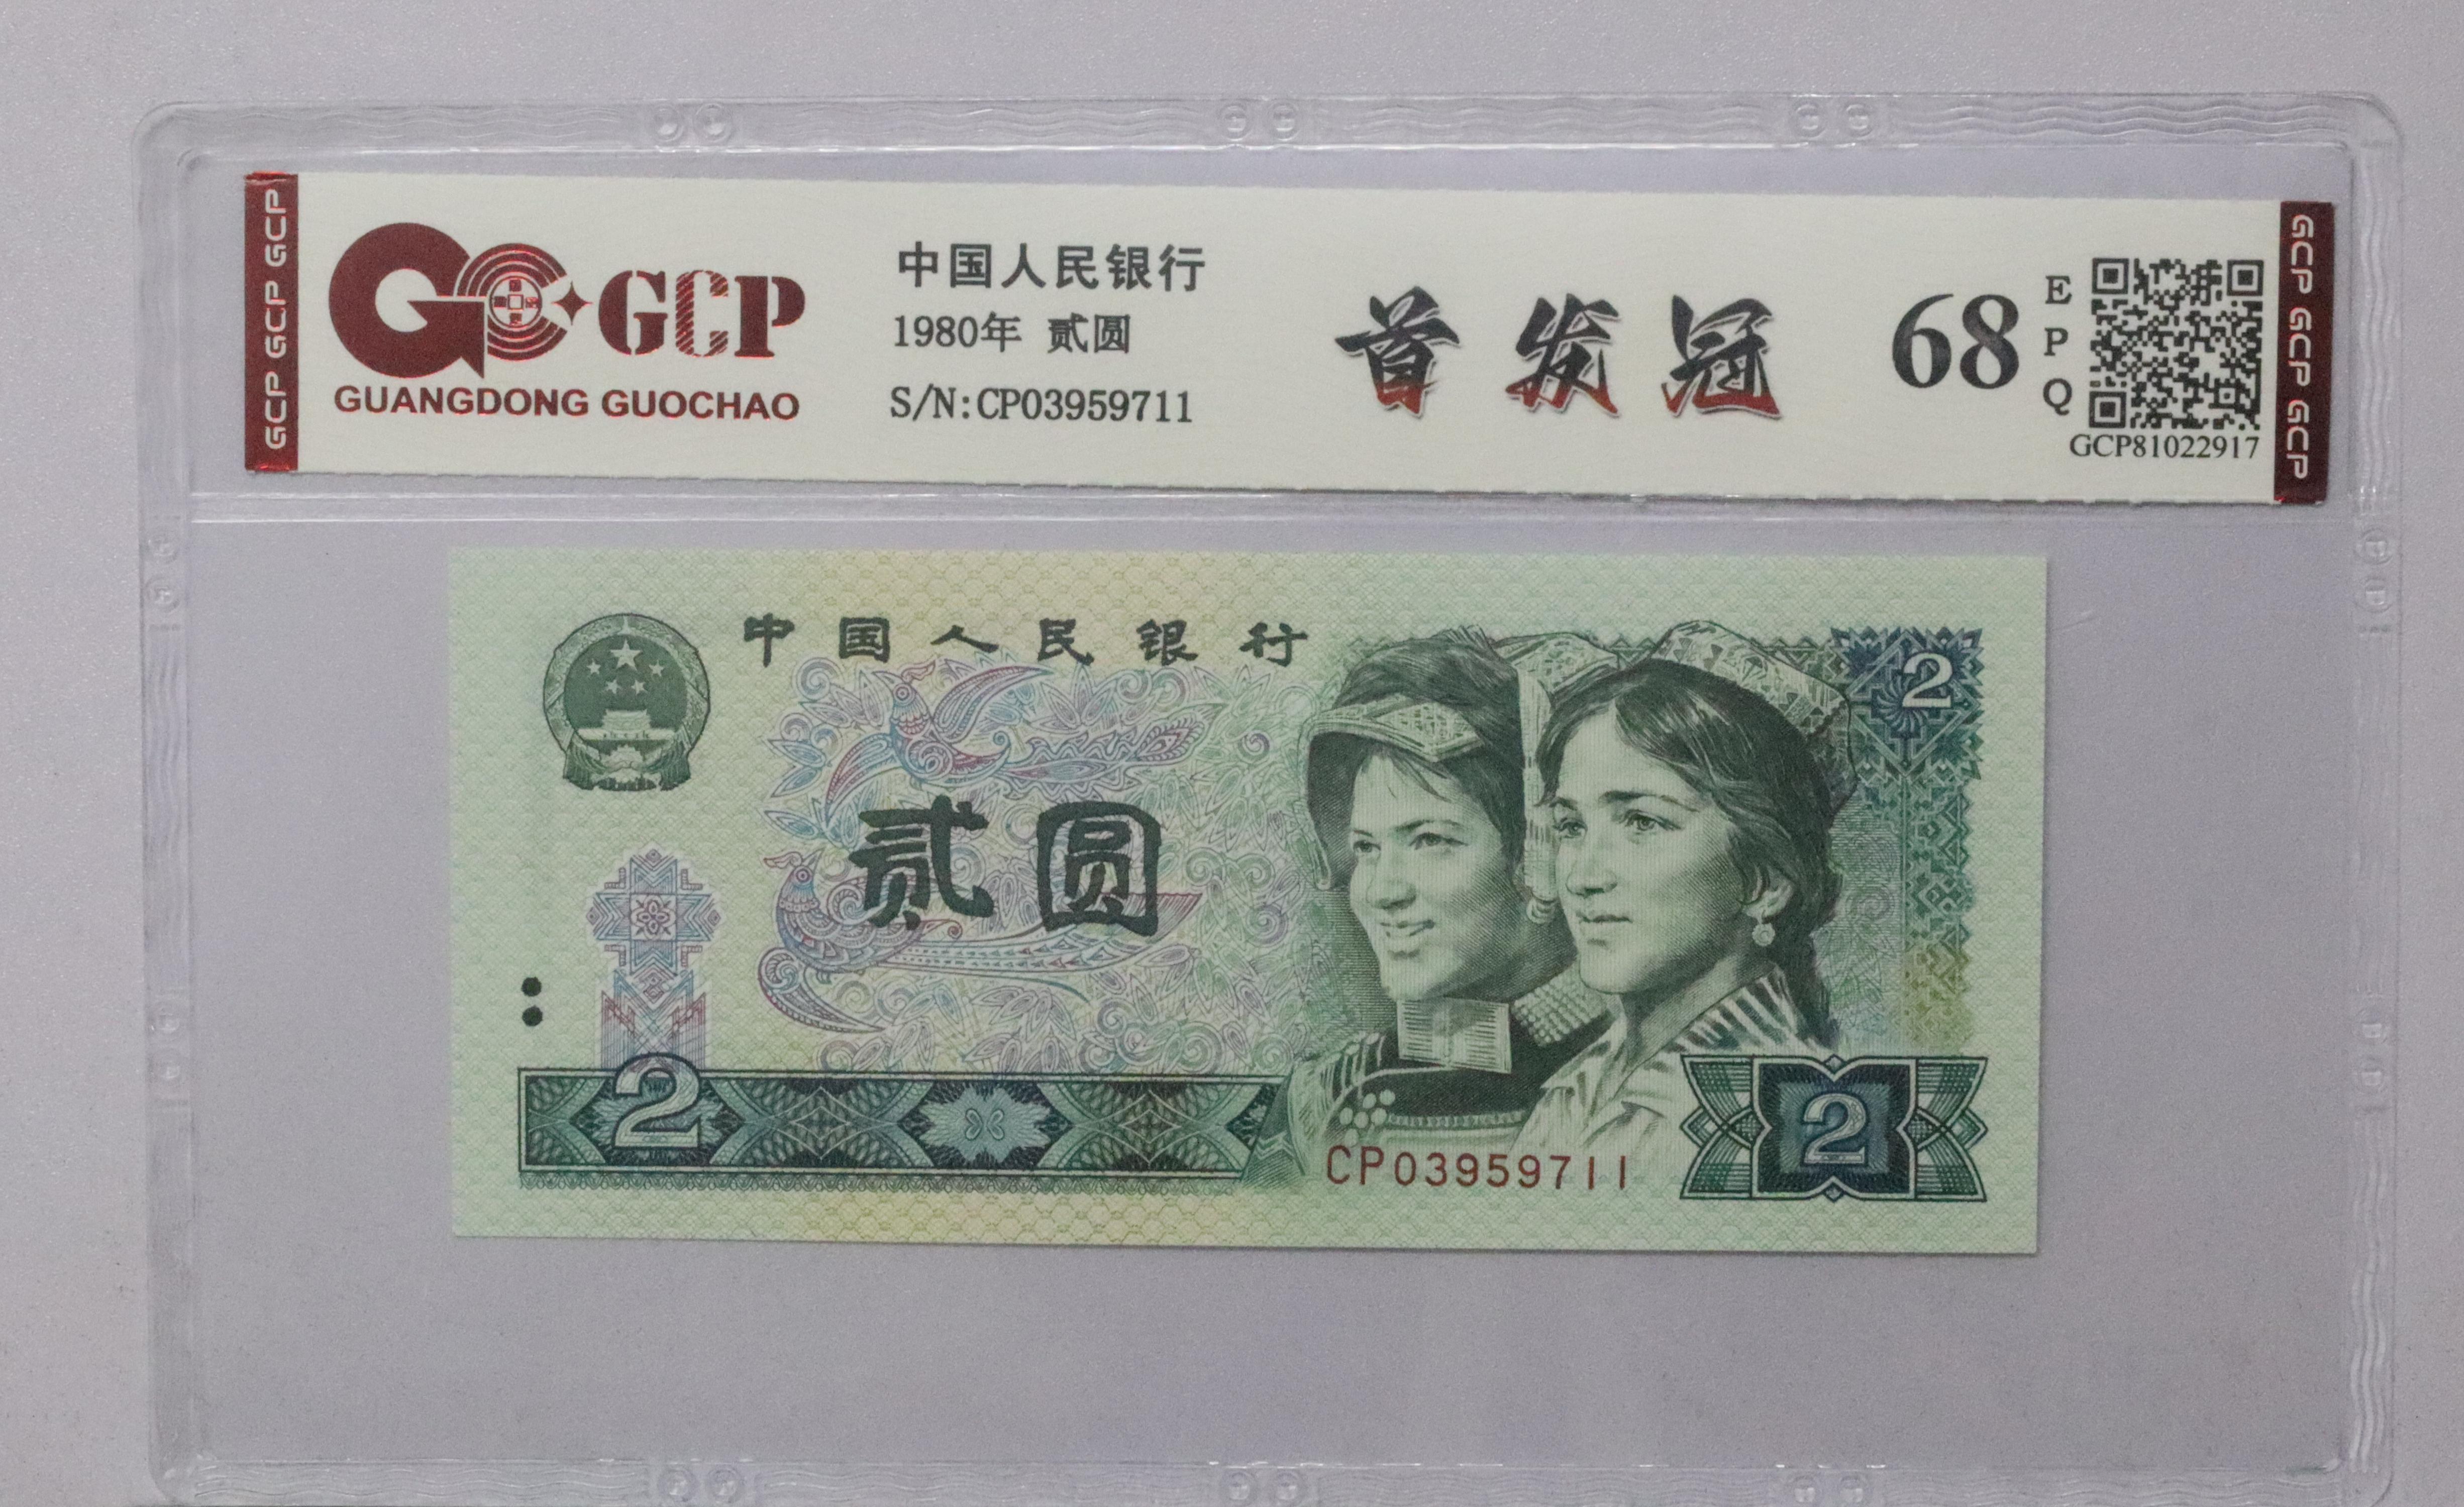 GCP GCP GCP
GCP
GUANGDONG GUOCHAO
中国人民银行
1980年 贰圆
S/N:CP03959711
首发冠
68
E
P
Q
GCP81022917
GCP GCP GCP
中国人民银行
2
贰圆
2
CP03959711
2